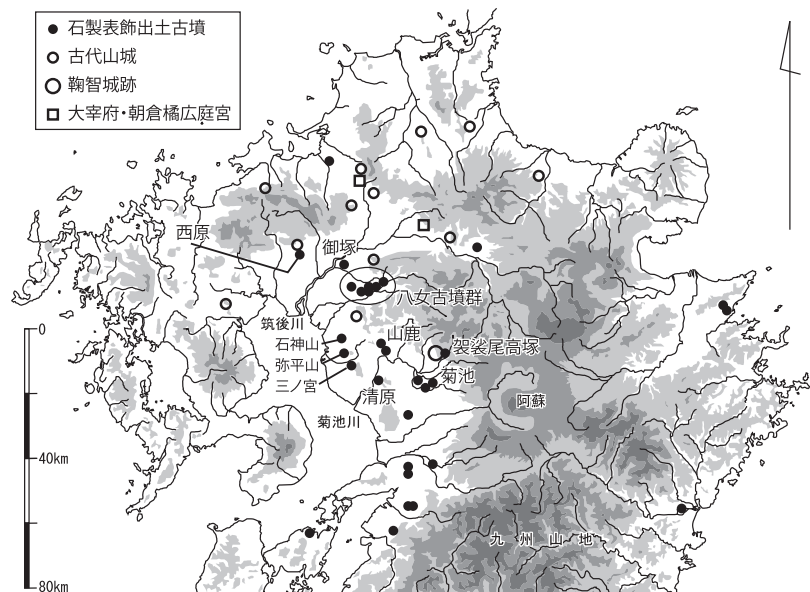 石製表飾出土古墳
古代山城
鞠智城跡
大宰府・朝倉橘広庭宮
西原
御塚
八女古墳群
筑後川
石神山
弥平山
三ノ宮
山鹿
袈裟尾高塚
菊池
清原
菊池川
阿蘇
九州山地
0
40km
80km